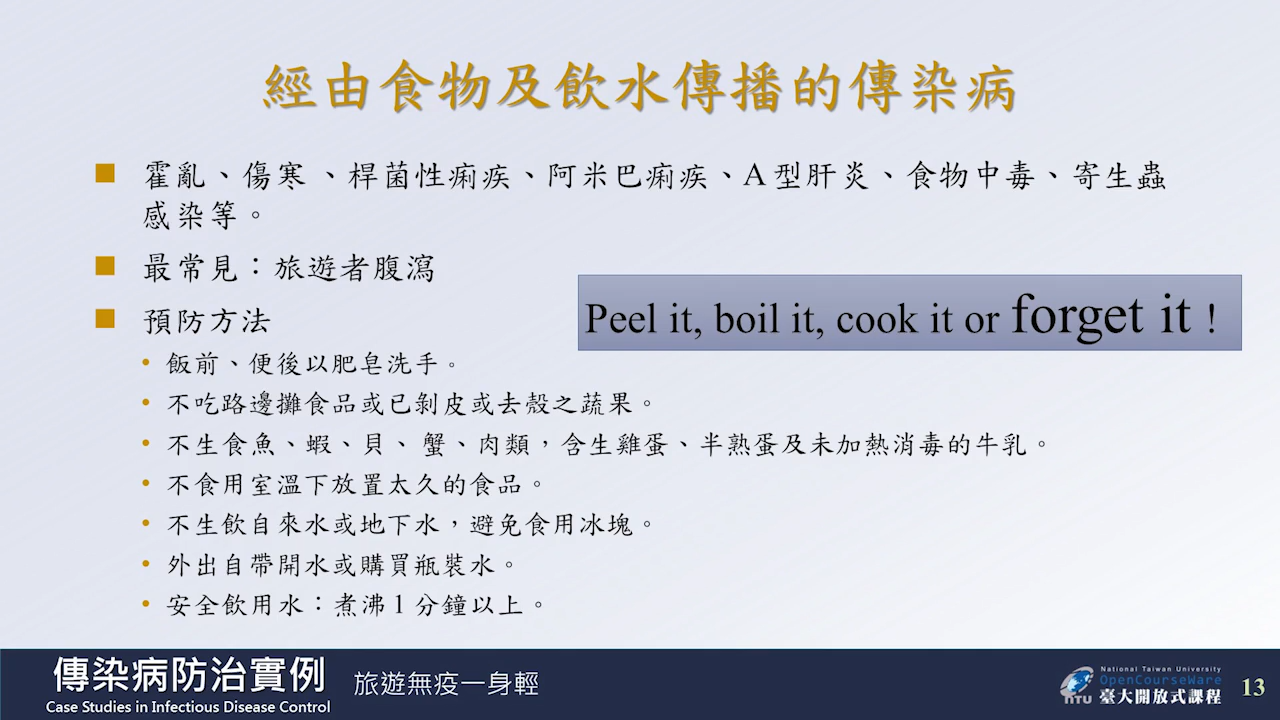 經由食物及飲水傳播的傳染病
■ 霍亂、傷寒、桿菌性痢疾、阿米巴痢疾、A型肝炎、食物中毒、寄生蟲
感染等。
■ 最常見：旅遊者腹瀉
■ 預防方法
Peel it, boil it, cook it or forget it !
• 飯前、便後以肥皂洗手。
• 不吃路邊攤食品或已剝皮或去殼之蔬果。
• 不生食魚、蝦、貝、蟹、肉類，含生雞蛋、半熟蛋及未加熱消毒的牛乳。
• 不食用室溫下放置太久的食品。
• 不生飲自來水或地下水，避免食用冰塊。
• 外出自帶開水或購買瓶裝水。
• 安全飲用水：煮沸1分鐘以上。
傳染病防治實例 旅遊無疫一身輕
Case Studies in Infectious Disease Control
National Taiwan University
OpenCourseWare
NTU 臺大開放式課程
13